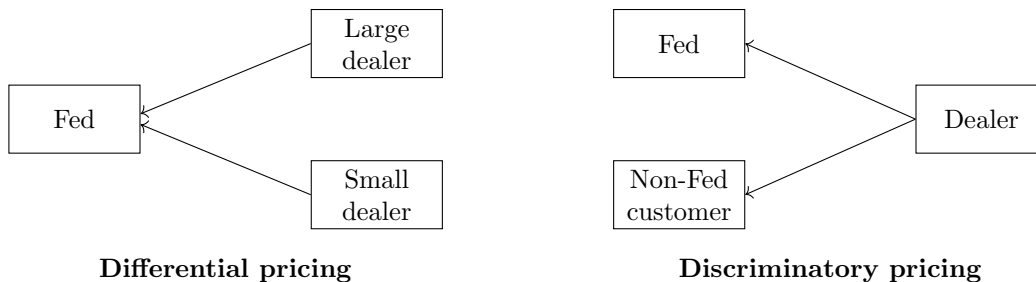 Large
dealer
Fed
Small
dealer
Differential pricing
Fed
Dealer
Non-Fed
customer
Discriminatory pricing